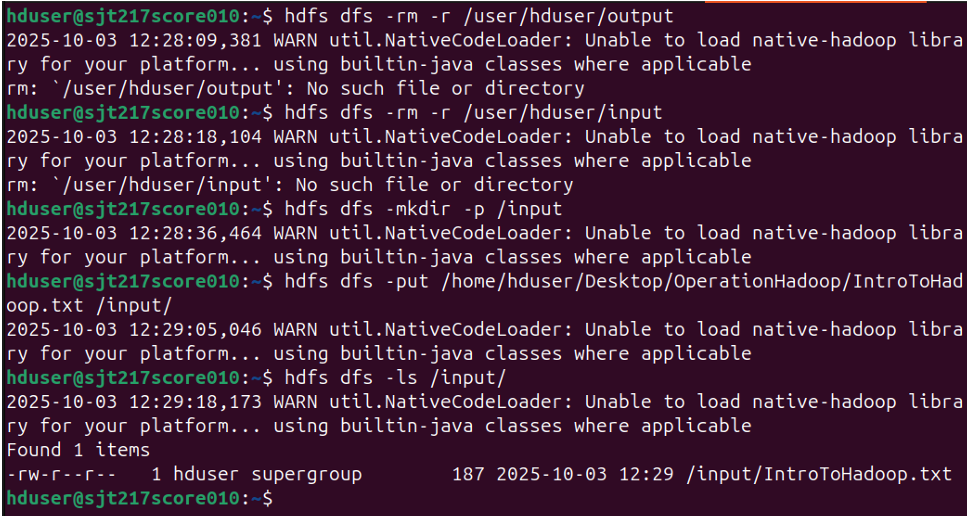 hduser@sjt217score010:~$ hdfs dfs -rm -r /user/hduser/output
2025-10-03 12:28:09,381 WARN util.NativeCodeLoader: Unable to load native-hadoop libra
ry for your platform... using builtin-java classes where applicable
rm: `/user/hduser/output': No such file or directory
hduser@sjt217score010:~$ hdfs dfs -rm -r /user/hduser/input
2025-10-03 12:28:18,104 WARN util.NativeCodeLoader: Unable to load native-hadoop libra
ry for your platform... using builtin-java classes where applicable
rm: `/user/hduser/input': No such file or directory
hduser@sjt217score010:~$ hdfs dfs -mkdir -p /input
2025-10-03 12:28:36,464 WARN util.NativeCodeLoader: Unable to load native-hadoop libra
ry for your platform... using builtin-java classes where applicable
hduser@sjt217score010:~$ hdfs dfs -put /home/hduser/Desktop/OperationHadoop/IntroToHad
oop.txt /input/
2025-10-03 12:29:05,046 WARN util.NativeCodeLoader: Unable to load native-hadoop libra
ry for your platform... using builtin-java classes where applicable
hduser@sjt217score010:~$ hdfs dfs -ls /input/
2025-10-03 12:29:18,173 WARN util.NativeCodeLoader: Unable to load native-hadoop libra
ry for your platform... using builtin-java classes where applicable
Found 1 items
-rw-r--r--   1 hduser supergroup        187 2025-10-03 12:29 /input/IntroToHadoop.txt
hduser@sjt217score010:~$